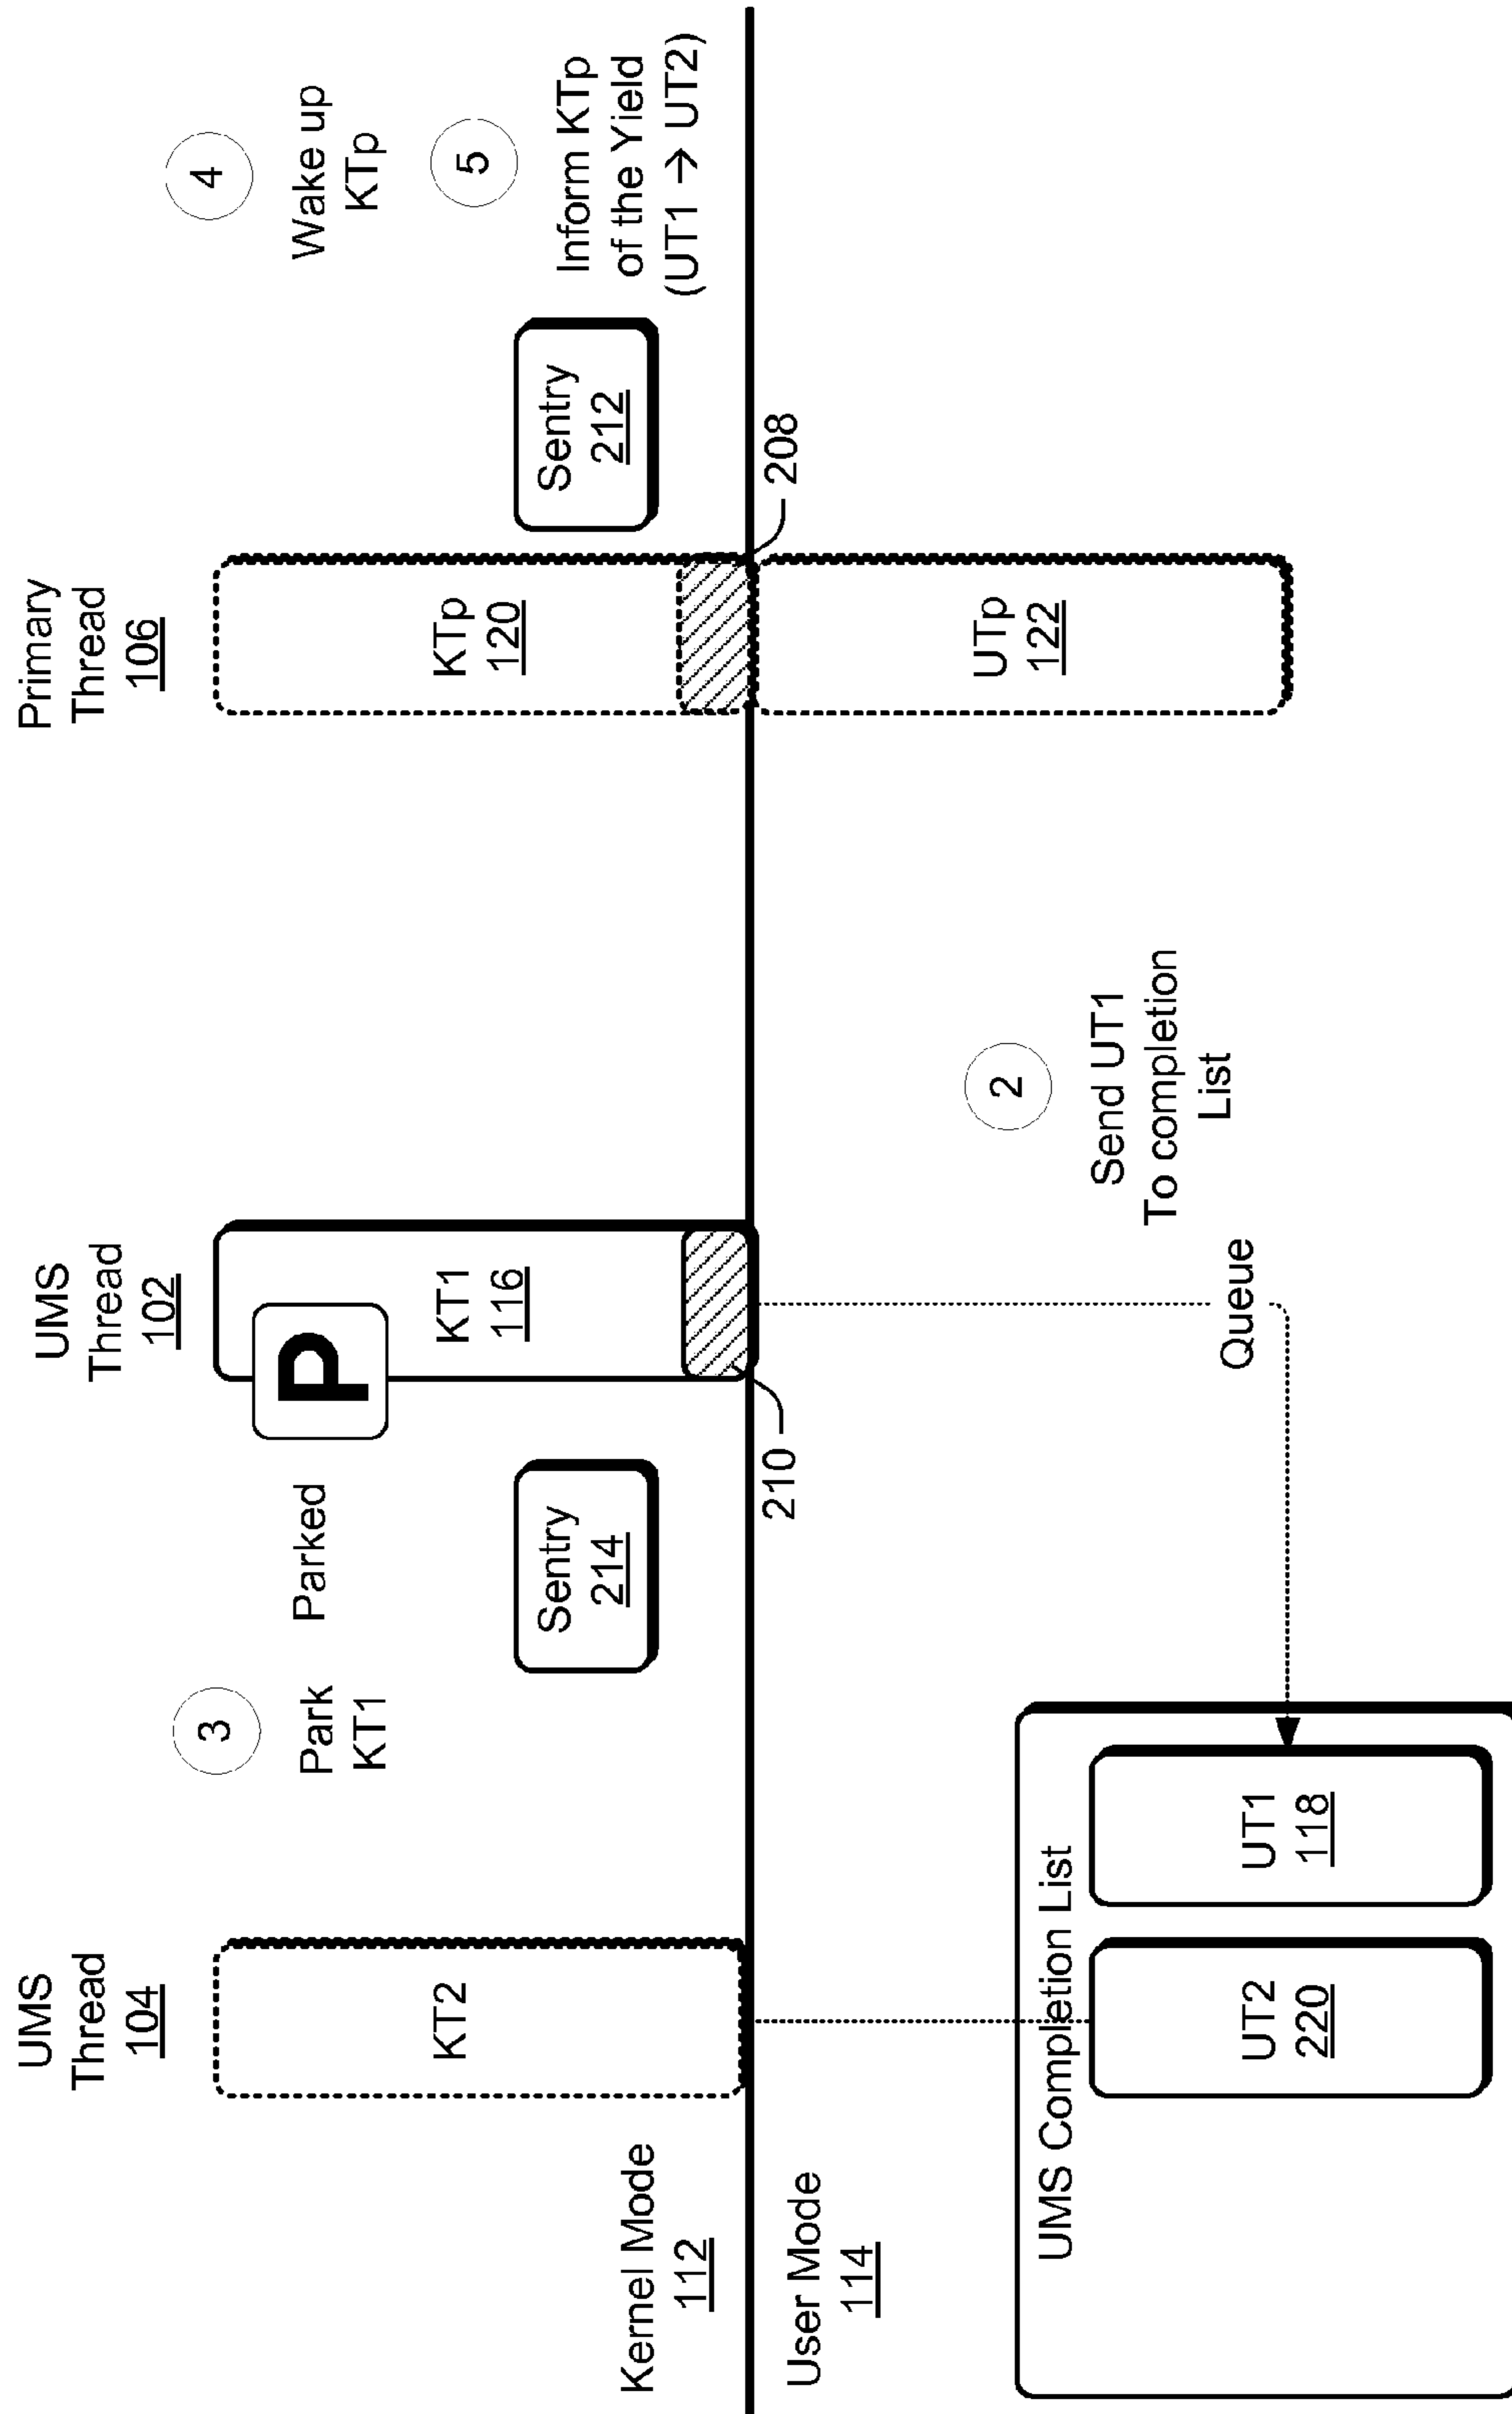 UMS
Thread
104
UMS
Thread
102
Primary
Thread
106
3
Park
KT1
Parked
P
4
Wake up
KTp
KT2
KT1
116
KTp
120
5
Sentry
214
Sentry
212
Inform KTp
of the Yield
(UT1 → UT2)
Kernel Mode
112
User Mode
114
210
208
2
Send UT1
To completion
List
UTp
122
UMS Completion List
Queue
UT2
220
UT1
118